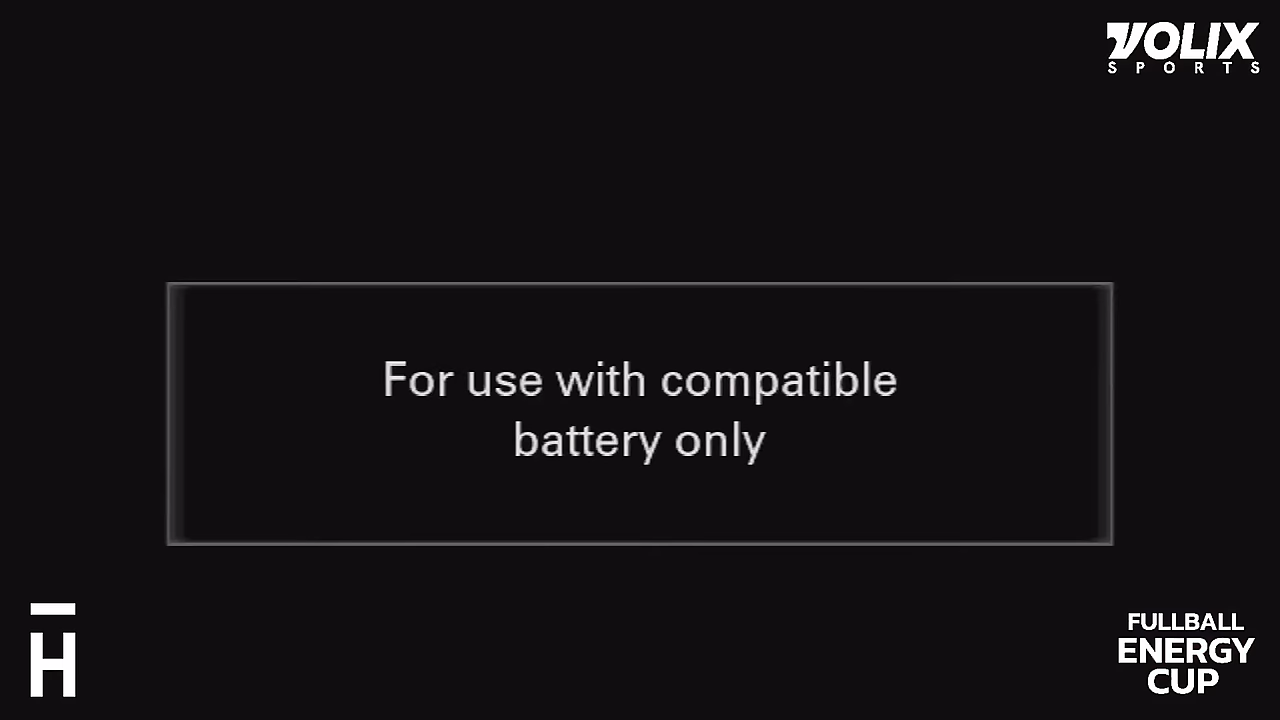 VOLIX
SPORTS
For use with compatible
battery only
H
FULLBALL
ENERGY
CUP